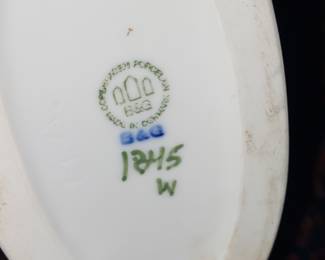 COPENHAGEN PORCELAIN
MADE IN DENMARK
B&G
B&G
1845
W